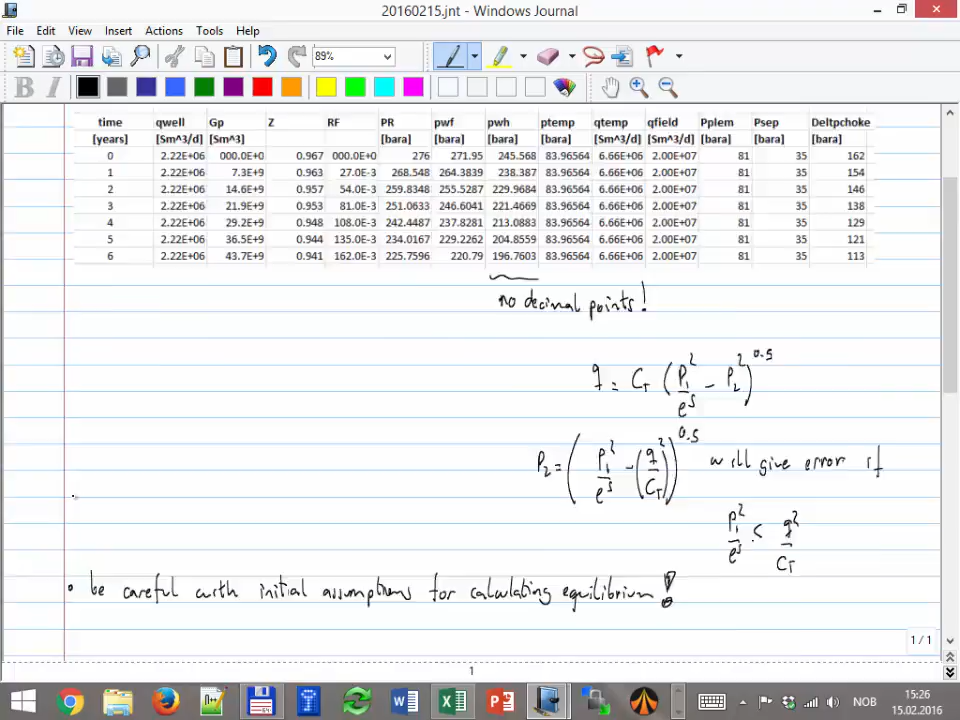 20160215.jnt - Windows Journal
File Edit View Insert Actions Tools Help
89%
B I
time qwell Gp Z RF PR pwf pwh ptemp qtemp qfield Pplem Psep Deltpchoke
[years] [Sm^3/d] [Sm^3] [bara] [bara] [bara] [bara] [Sm^3/d] [Sm^3/d] [bara] [bara] [bara]
0 2.22E+06 000.0E+0 0.967 000.0E+0 276 271.95 245.568 83.96564 6.66E+06 2.00E+07 81 35 162
1 2.22E+06 7.3E+9 0.963 27.0E-3 268.548 264.3839 238.387 83.96564 6.66E+06 2.00E+07 81 35 154
2 2.22E+06 14.6E+9 0.957 54.0E-3 259.8348 255.5287 229.9684 83.96564 6.66E+06 2.00E+07 81 35 146
3 2.22E+06 21.9E+9 0.953 81.0E-3 251.0633 246.6041 221.4669 83.96564 6.66E+06 2.00E+07 81 35 138
4 2.22E+06 29.2E+9 0.948 108.0E-3 242.4487 237.8281 213.0883 83.96564 6.66E+06 2.00E+07 81 35 129
5 2.22E+06 36.5E+9 0.944 135.0E-3 234.0167 229.2262 204.8559 83.96564 6.66E+06 2.00E+07 81 35 121
6 2.22E+06 43.7E+9 0.941 162.0E-3 225.7596 220.79 196.7603 83.96564 6.66E+06 2.00E+07 81 35 113
no decimal points!
q = C_T (P_1^2/e^s - P_2^2)^0.5
P_2 = (P_1^2/e^s - (q/C_T)^2)^0.5 will give error if
P_1^2/e^s < q^2/C_T
• be careful with initial assumptions for calculating equilibrium!
1 / 1
1
NOB
15:26
15.02.2016